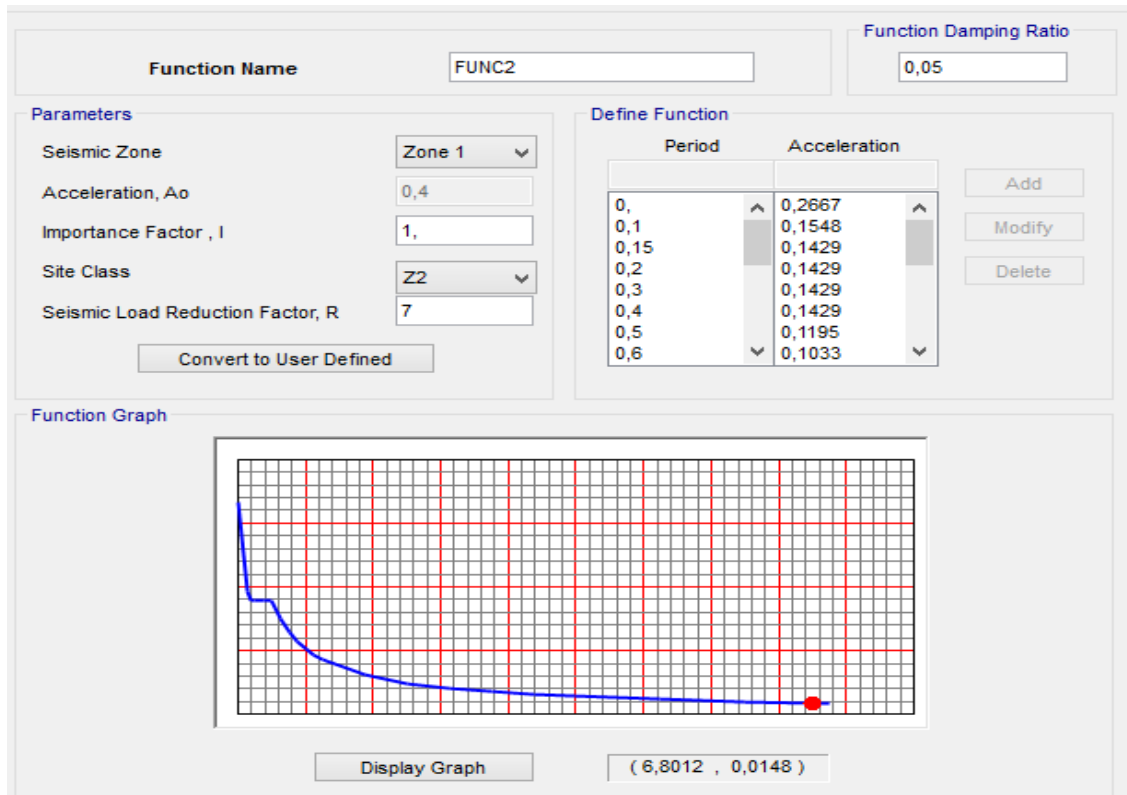 Function Damping Ratio
Function Name FUNC2 0,05
Parameters
Seismic Zone Zone 1
Acceleration, Ao 0,4
Importance Factor , I 1,
Site Class Z2
Seismic Load Reduction Factor, R 7
Convert to User Defined
Define Function
Period Acceleration
0, 0,2667
0,1 0,1548
0,15 0,1429
0,2 0,1429
0,3 0,1429
0,4 0,1429
0,5 0,1195
0,6 0,1033
Add
Modify
Delete
Function Graph
Display Graph ( 6,8012 , 0,0148 )